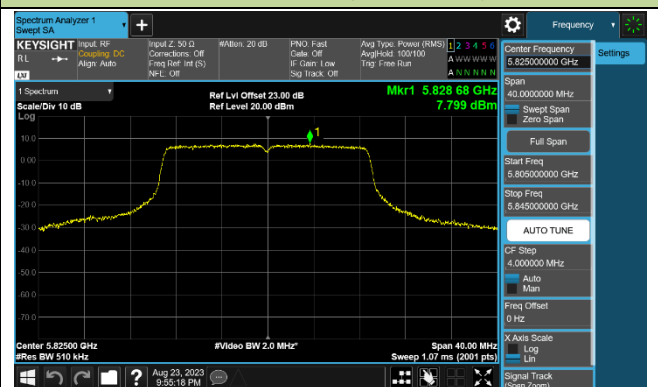 Spectrum Analyzer 1
Swept SA
+
Frequency
KEYSIGHT
RL
LXI
Input: RF
Coupling: DC
Align: Auto
Input Z: 50 Ω
Corrections: Off
Freq Ref: Int (S)
NFE: Off
#Atten: 20 dB
PNO: Fast
Gate: Off
IF Gain: Low
Sig Track: Off
Avg Type: Power (RMS)
Avg|Hold: 100/100
Trig: Free Run
1 2 3 4 5 6
A W W W W W
A N N N N N
Center Frequency
5.825000000 GHz
Settings
Span
40.0000000 MHz
Swept Span
Zero Span
Full Span
Start Freq
5.805000000 GHz
Stop Freq
5.845000000 GHz
AUTO TUNE
CF Step
4.000000 MHz
Auto
Man
Freq Offset
0 Hz
X Axis Scale
Log
Lin
Signal Track
(Span Zoom)
1 Spectrum
Scale/Div 10 dB
Log
Ref Lvl Offset 23.00 dB
Ref Level 20.00 dBm
Mkr1 5.828 68 GHz
7.799 dBm
1
10.0
0.00
-10.0
-20.0
-30.0
-40.0
-50.0
-60.0
-70.0
Center 5.82500 GHz
#Res BW 510 kHz
#Video BW 2.0 MHz*
Span 40.00 MHz
Sweep 1.07 ms (2001 pts)
?
Aug 23, 2023
9:55:18 PM